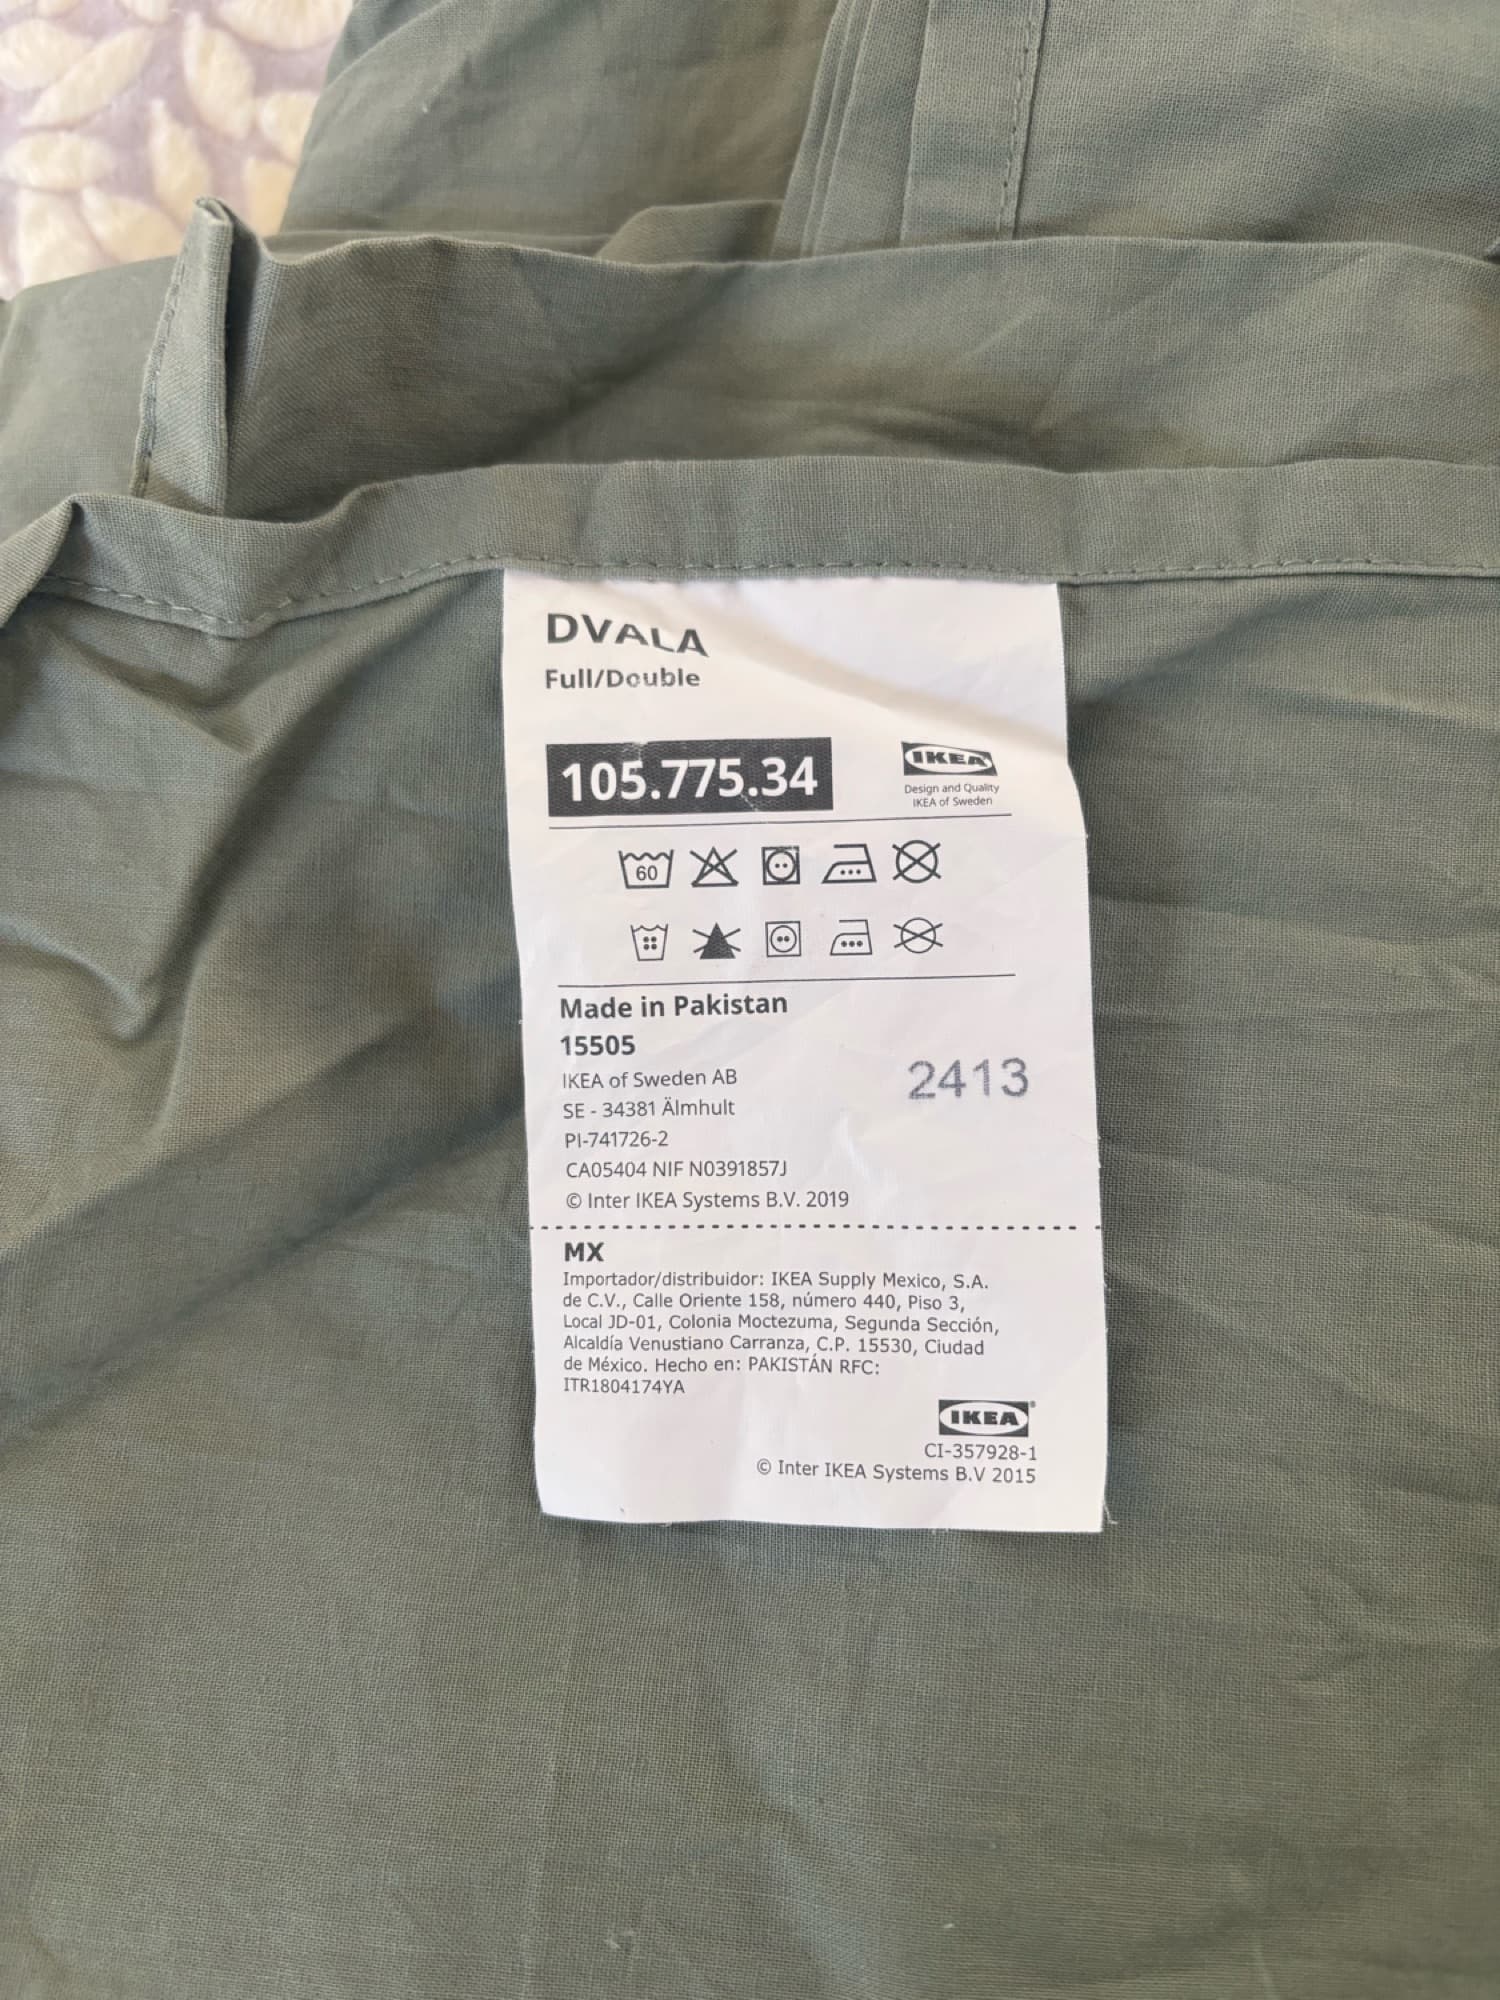 DVALA
Full/Double
105.775.34
IKEA
Design and Quality
IKEA of Sweden
60
Made in Pakistan
15505
2413
IKEA of Sweden AB
SE - 34381 Älmhult
PI-741726-2
CA05404 NIF N0391857J
© Inter IKEA Systems B.V. 2019
MX
Importador/distribuidor: IKEA Supply Mexico, S.A.
de C.V., Calle Oriente 158, número 440, Piso 3,
Local JD-01, Colonia Moctezuma, Segunda Sección,
Alcaldía Venustiano Carranza, C.P. 15530, Ciudad
de México. Hecho en: PAKISTÁN RFC:
ITR1804174YA
IKEA®
CI-357928-1
© Inter IKEA Systems B.V 2015